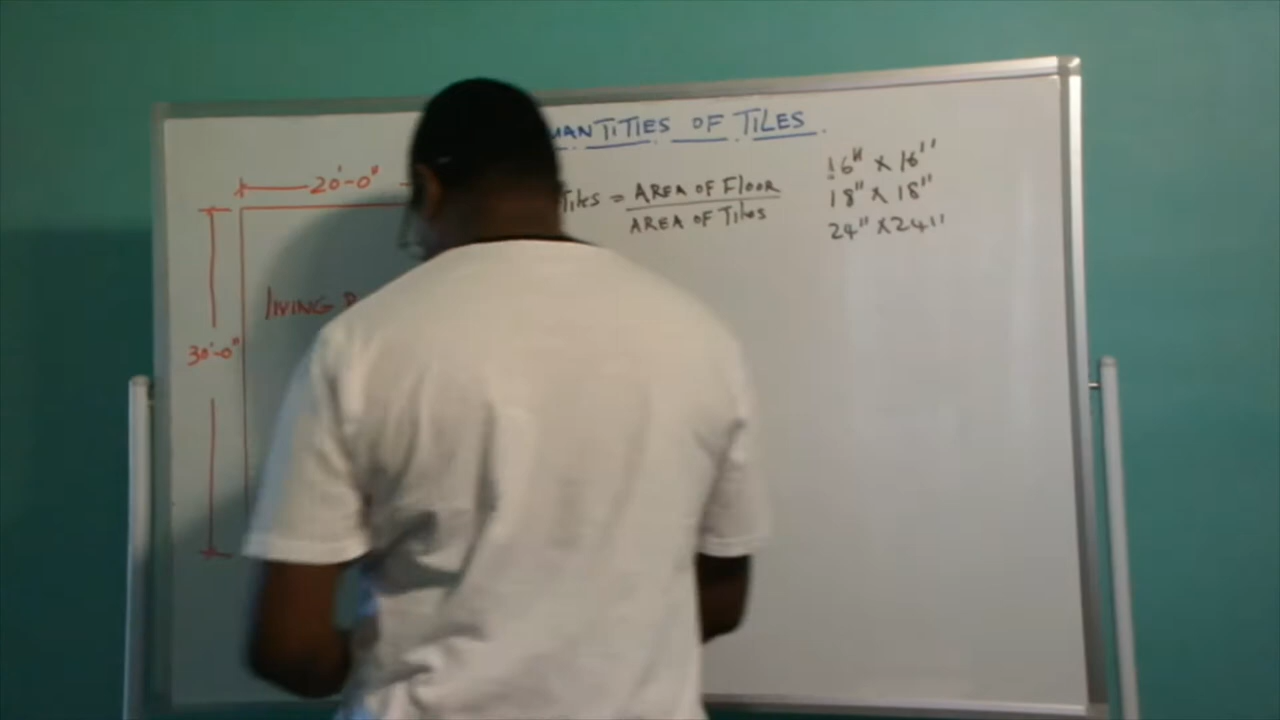 OF TILES
20'-0"
Tiles = AREA OF FLOOR
AREA OF Tiles
16" x 16"
18" x 18"
24" x 24"
LIVING
30'-0"